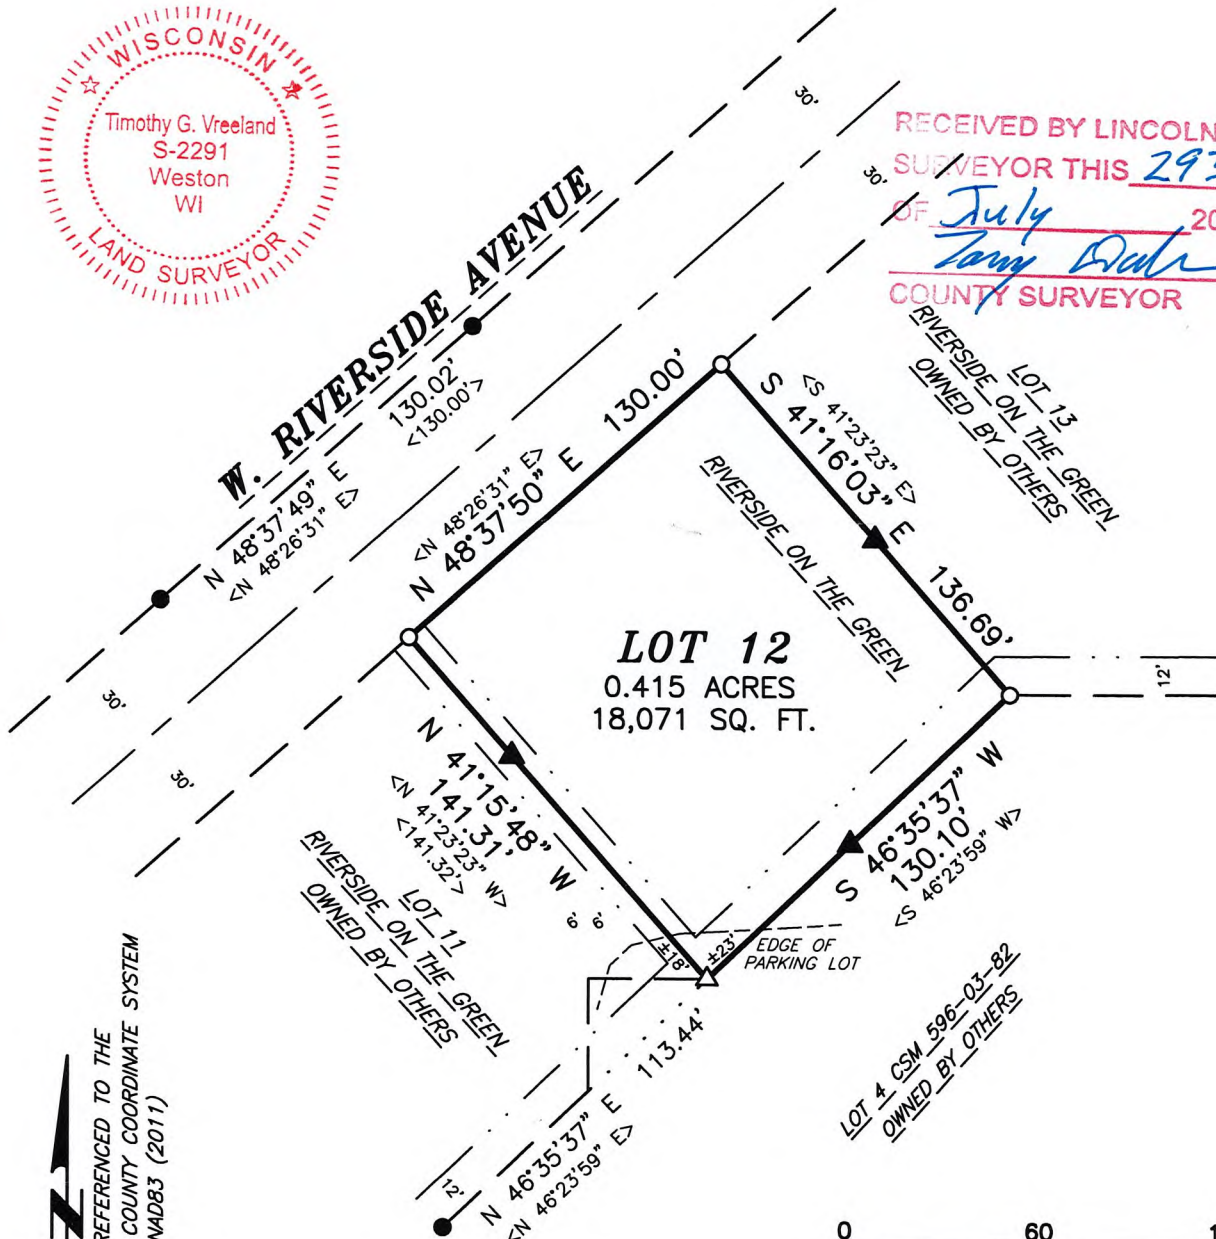 WISCONSIN
Timothy G. Vreeland
S-2291
Weston
WI
LAND SURVEYOR
RECEIVED BY LINCOLN
SURVEYOR THIS
OF July 20
COUNTY SURVEYOR
30'
30'
W. RIVERSIDE AVENUE
130.02'
<130.00'>
N 48°37'49" E
<N 48°26'31" E>
130.00'
<N 48°26'31" E>
N 48°37'50" E
<S 41°23'23" E>
S 41°16'03" E
136.69'
LOT 13
RIVERSIDE ON THE GREEN
OWNED BY OTHERS
RIVERSIDE ON THE GREEN
LOT 12
0.415 ACRES
18,071 SQ. FT.
12'
30'
30'
N 41°15'48" W
141.31'
<N 41°23'23" W>
<141.32'>
LOT 11
RIVERSIDE ON THE GREEN
OWNED BY OTHERS
6' 6'
S 46°35'37" W
130.10'
<S 46°23'59" W>
±18'
±23'
EDGE OF
PARKING LOT
LOT 4 CSM 596-03-82
OWNED BY OTHERS
113.44'
N 46°35'37" E
<N 46°23'59" E>
12'
REFERENCED TO THE
COUNTY COORDINATE SYSTEM
NAD83 (2011)
0 60